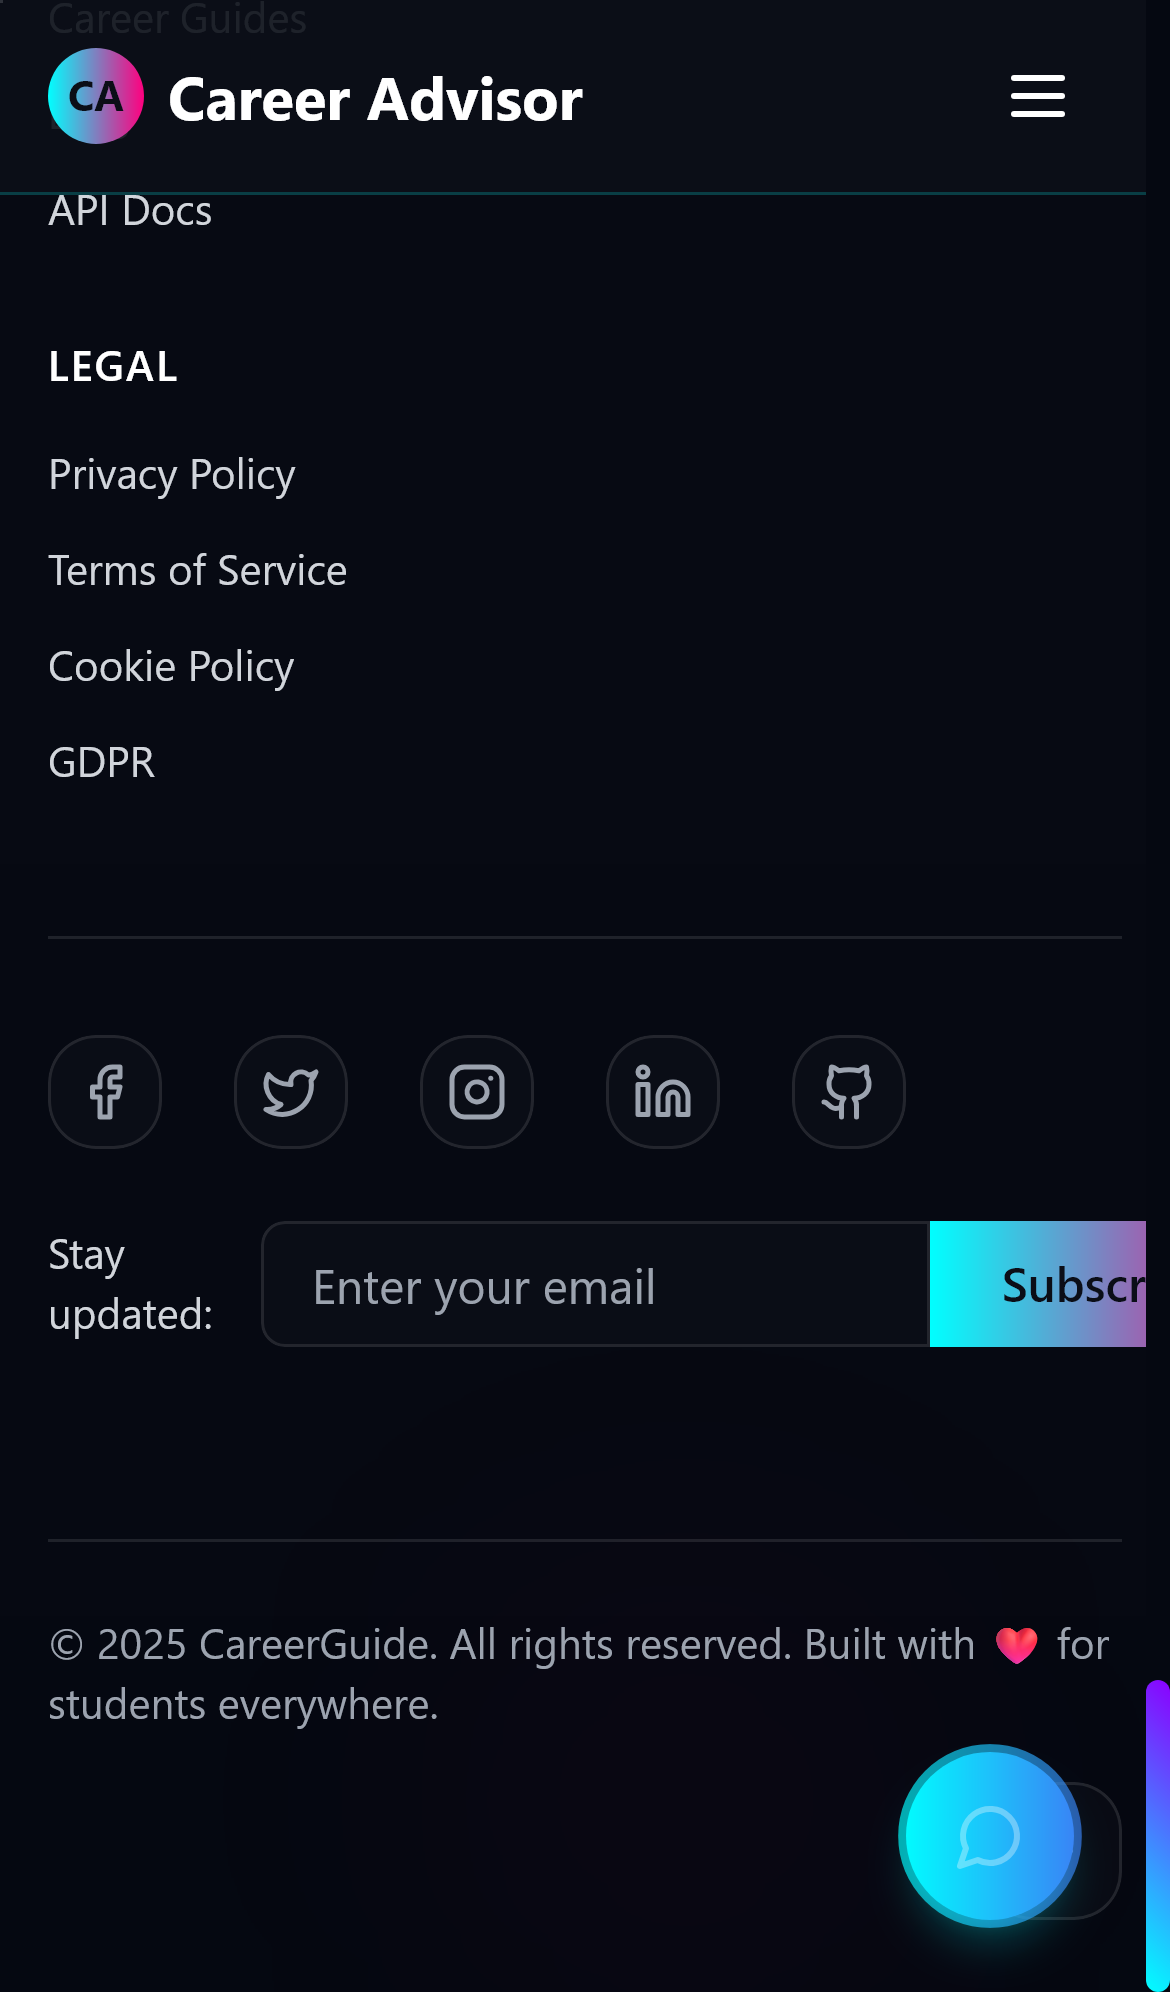 Career Guides
CA Career Advisor
API Docs
LEGAL
Privacy Policy
Terms of Service
Cookie Policy
GDPR
Stay
updated:
Enter your email
Subscr
© 2025 CareerGuide. All rights reserved. Built with ❤️ for
students everywhere.